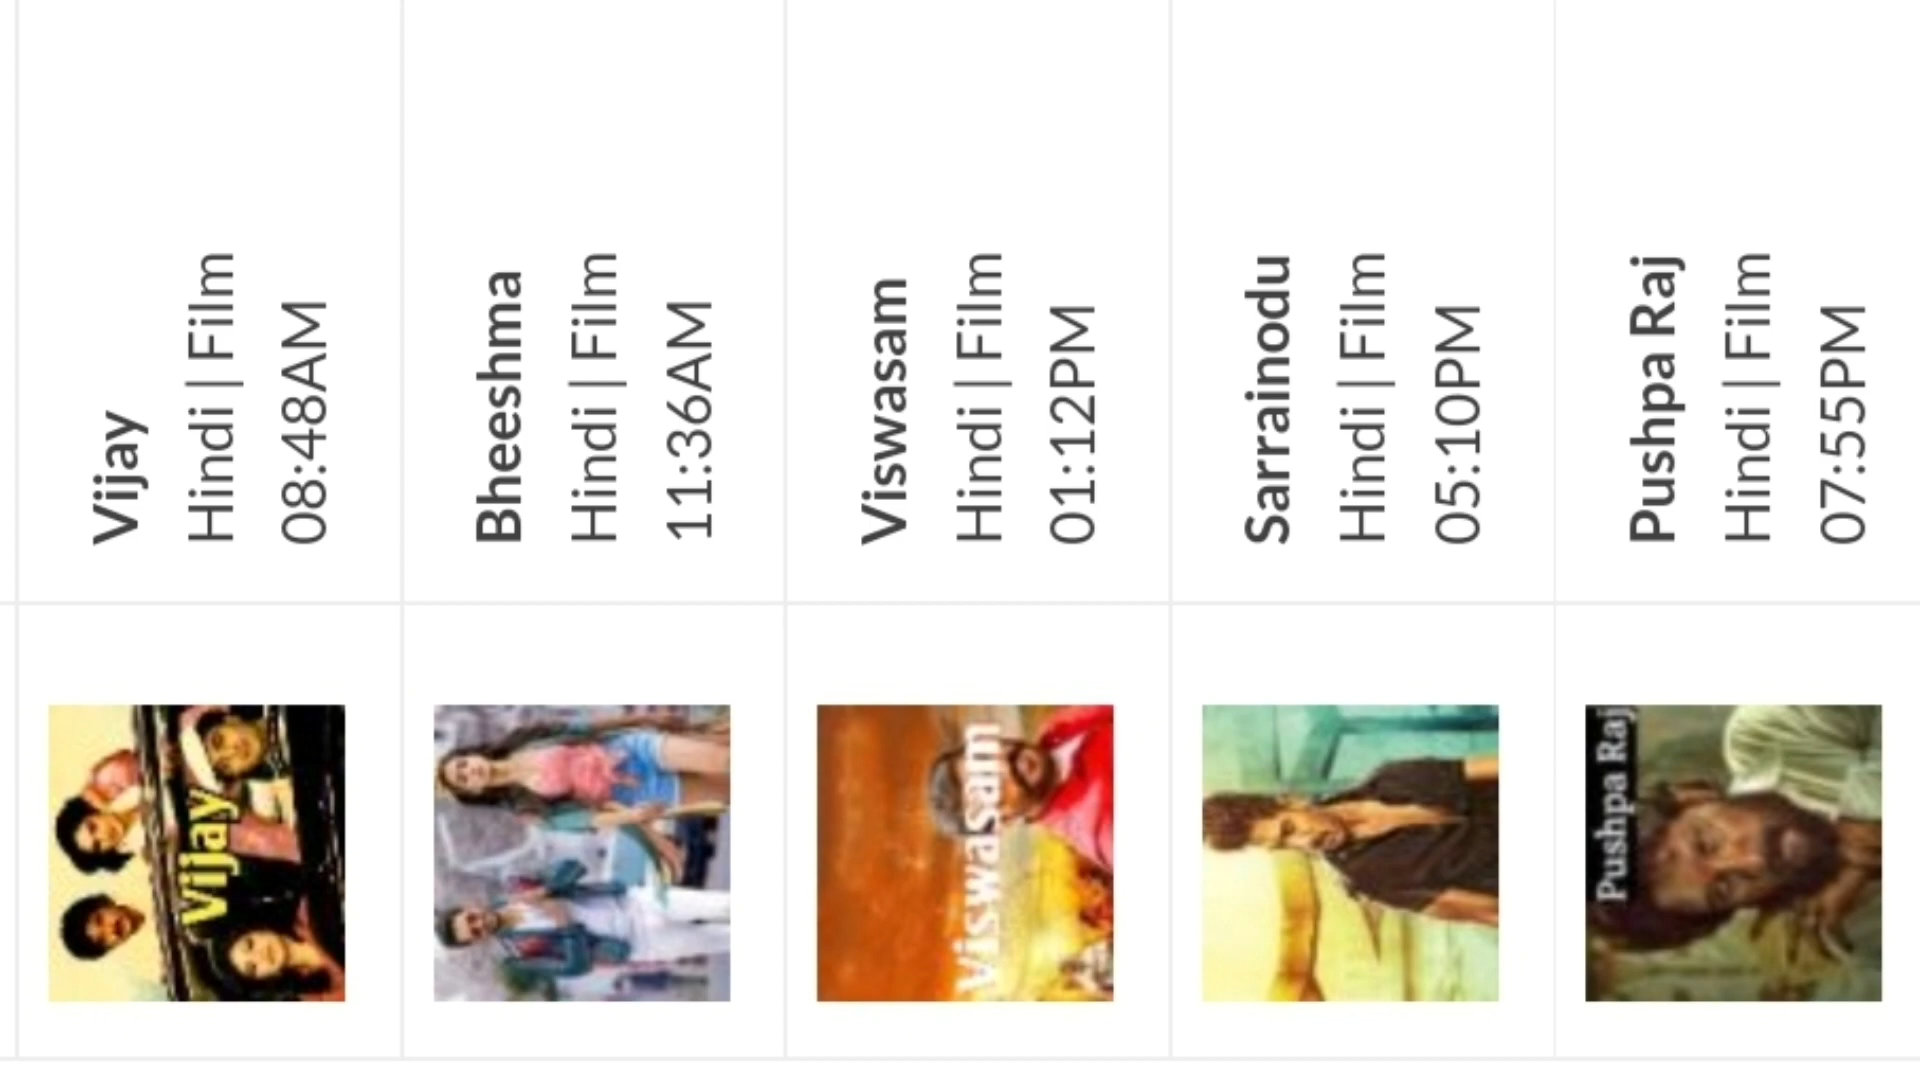 Vijay
Hindi | Film
08:48AM
Vijay
Bheeshma
Hindi | Film
11:36AM
Viswasam
Hindi | Film
01:12PM
Viswasam
Sarrainodu
Hindi | Film
05:10PM
Pushpa Raj
Hindi | Film
07:55PM
Pushpa Raj